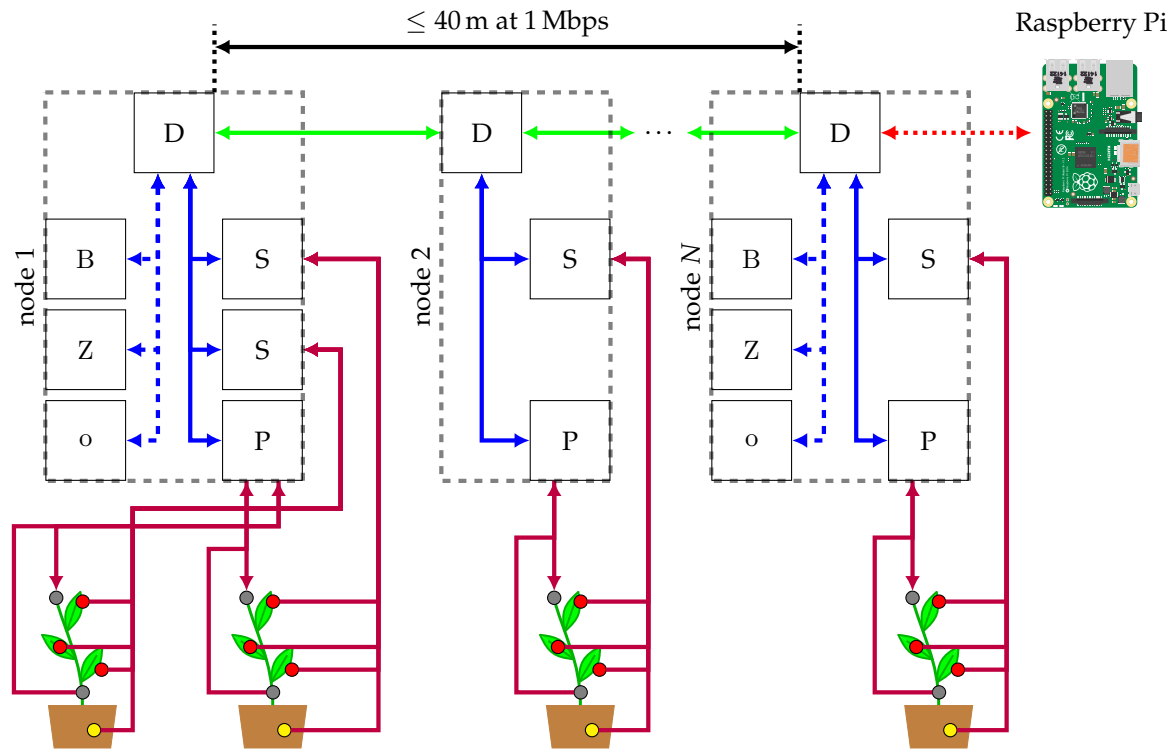 ≤ 40 m at 1 Mbps
Raspberry Pi
D
D
...
D
node 1
B
S
node 2
S
node N
B
S
Z
S
Z
o
P
P
o
P